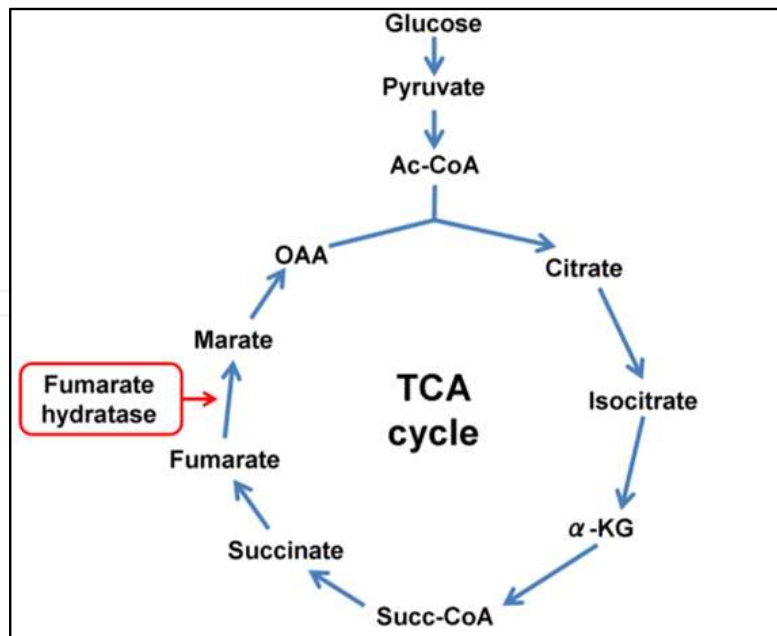 Glucose
Pyruvate
Ac-CoA
OAA
Citrate
Marate
Isocitrate
Fumarate
hydratase
TCA
cycle
Fumarate
α-KG
Succinate
Succ-CoA